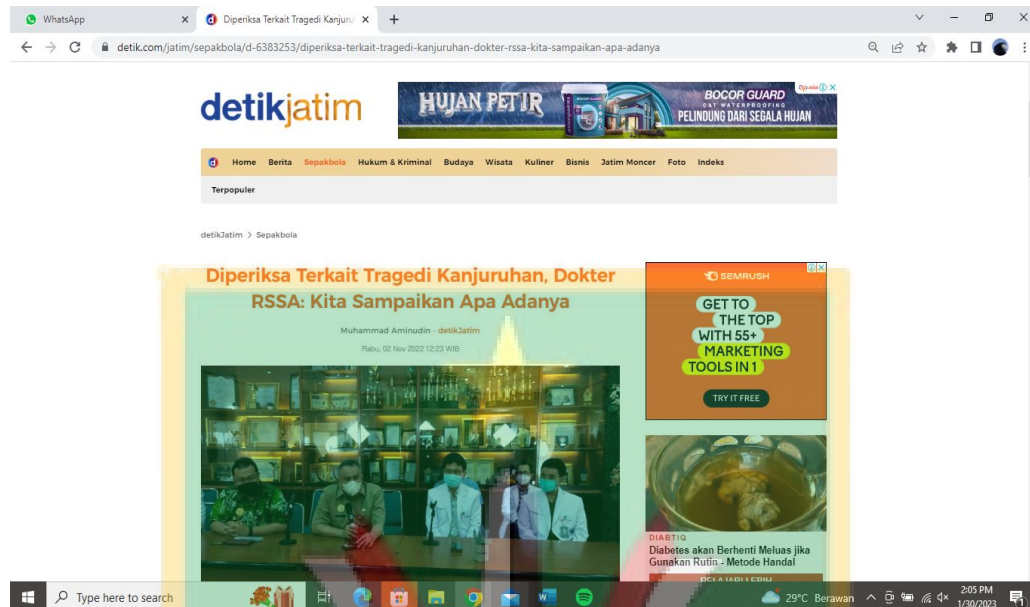 WhatsApp
Diperiksa Terkait Tragedi Kanjuru
detik.com/jatim/sepakbola/d-6383253/diperiksa-terkait-tragedi-kanjuruhan-dokter-rssa-kita-sampaikan-apa-adanya
detikjatim
HUJAN PETIR
BOCOR GUARD
CAT WATERPROOFING
PELINDUNG DARI SEGALA HUJAN
Home Berita Sepakbola Hukum & Kriminal Budaya Wisata Kuliner Bisnis Jatim Moncer Foto Indeks
Terpopuler
detikJatim > Sepakbola
Diperiksa Terkait Tragedi Kanjuruhan, Dokter
RSSA: Kita Sampaikan Apa Adanya
Muhammad Aminudin - detikJatim
Rabu, 02 Nov 2022 12:23 WIB
SEMRUSH
GET TO
THE TOP
WITH 55+
MARKETING
TOOLS IN 1
TRY IT FREE
DIABTIQ
Diabetes akan Berhenti Meluas jika
Gunakan Rutin - Metode Handal
Type here to search
29°C Berawan
2:05 PM
1/30/2023